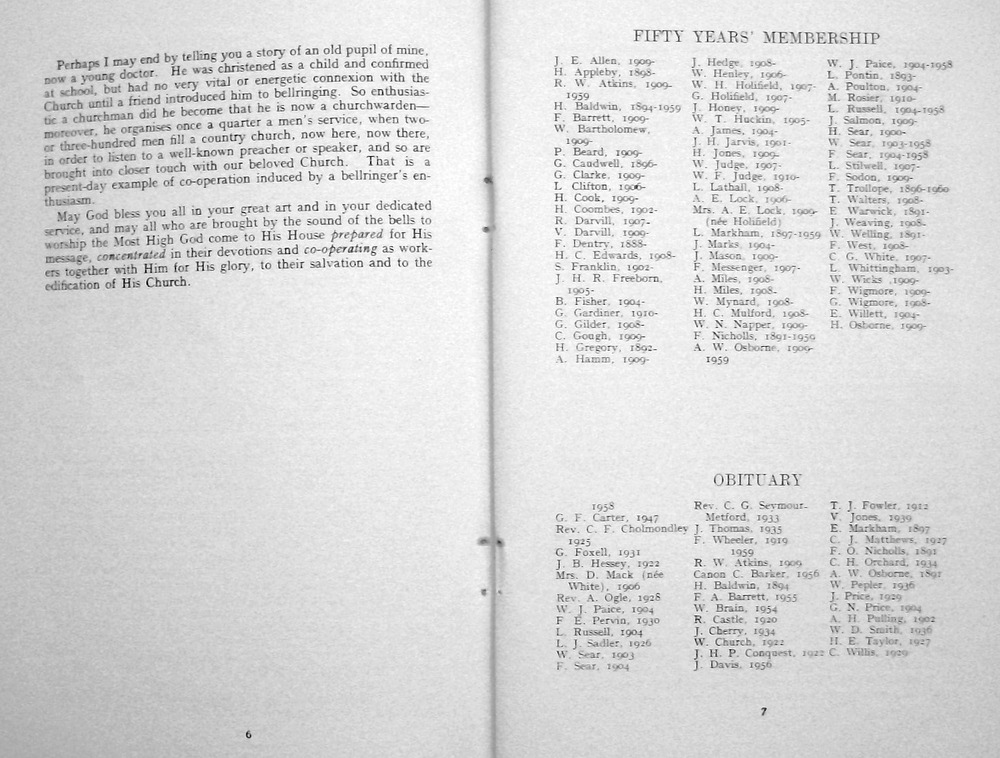 Perhaps I may end by telling you a story of an old pupil of mine,
now a young doctor. He was christened as a child and confirmed
at school, but had no very vital or energetic connexion with the
Church until a friend introduced him to bellringing. So enthusias-
tic a churchman did he become that he is now a churchwarden—
moreover, he organises once a quarter a men's service, when two-
or three-hundred men fill a country church, now here, now there,
in order to listen to a well-known preacher or speaker, and so are
brought into closer touch with our beloved Church. That is a
present-day example of co-operation induced by a bellringer's en-
thusiasm.
May God bless you all in your great art and in your dedicated
service, and may all who are brought by the sound of the bells to
worship the Most High God come to His House prepared for His
message, concentrated in their devotions and co-operating as work-
ers together with Him for His glory, to their salvation and to the
edification of His Church.
6
FIFTY YEARS' MEMBERSHIP
J. E. Allen, 1909-
H. Appleby, 1898-
R. W. Atkins, 1909-
1959
H. Baldwin, 1894-1959
F. Barrett, 1909-
W. Bartholomew,
1909-
P. Beard, 1909-
G. Caudwell, 1896-
G. Clarke, 1909-
L Clifton, 1906-
H. Cook, 1909-
H. Coombes, 1902-
R. Darvill, 1907-
V. Darvill, 1909-
F. Dentry, 1888-
H. C. Edwards, 1908-
S. Franklin, 1902-
J. H. R. Freeborn,
1905-
B. Fisher, 1904-
G. Gardiner, 1910-
G. Gilder, 1908-
C. Gough, 1909-
H. Gregory, 1892-
A. Hamm, 1909-
J. Hedge, 1908-
W. Henley, 1906-
W. H. Holifield, 1907-
G. Holifield, 1907-
J. Honey, 1909-
W. T. Huckin, 1905-
A. James, 1904-
J. H. Jarvis, 1901-
H. Jones, 1909-
W. Judge, 1907-
W. F. Judge, 1910-
L. Lathall, 1908-
A. E. Lock, 1906-
Mrs. A. E. Lock, 1909-
(née Holifield)
L. Markham, 1897-1959
J. Marks, 1904-
J. Mason, 1909-
F. Messenger, 1907-
A. Miles, 1908-
H. Miles, 1908-
W. Mynard, 1908-
H. C. Mulford, 1908-
W. N. Napper, 1909-
F. Nicholls, 1891-1959
A. W. Osborne, 1909-
1959
W. J. Paice, 1904-1958
L. Pontin, 1893-
A. Poulton, 1904-
M. Rosier, 1910-
L. Russell, 1904-1958
J. Salmon, 1909-
H. Sear, 1900-
W. Sear, 1903-1958
F Sear, 1904-1958
L. Stilwell, 1907-
F. Sodon, 1909-
T. Trollope, 1896-1960
T. Walters, 1908-
E Warwick, 1891-
J. Weaving, 1908-
W. Welling, 1891-
F. West, 1908-
C. G. White, 1907-
L. Whittingham, 1903-
W. Wicks ,1909-
F. Wigmore, 1909-
G. Wigmore, 1908-
E. Willett, 1904-
H. Osborne, 1909-
OBITUARY
1958
G. F. Carter, 1947
Rev. C. F. Cholmondley
1925
G. Foxell, 1931
J. B. Hessey, 1922
Mrs. D. Mack (née
White), 1906
Rev. A. Ogle, 1928
W. J. Paice, 1904
F E. Pervin, 1930
L. Russell, 1904
L. J. Sadler, 1926
W. Sear, 1903
F. Sear, 1904
Rev. C. G. Seymour-
Metford, 1933
J. Thomas, 1935
F. Wheeler, 1919
1959
R. W. Atkins, 1909
Canon C. Barker, 1956
H. Baldwin, 1894
F. A. Barrett, 1955
W. Brain, 1954
R. Castle, 1920
J. Cherry, 1934
W. Church, 1922
J. H. P. Conquest, 1922
J. Davis, 1956
T. J. Fowler, 1912
V. Jones, 1939
E. Markham, 1897
C. J. Matthews, 1927
F. O. Nicholls, 1891
C. H. Orchard, 1934
A. W. Osborne, 1891
W. Pepler, 1936
J. Price, 1929
G. N. Price, 1904
A. H. Pulling, 1902
W. D. Smith, 1936
H. E. Taylor, 1927
C. Willis, 1929
7